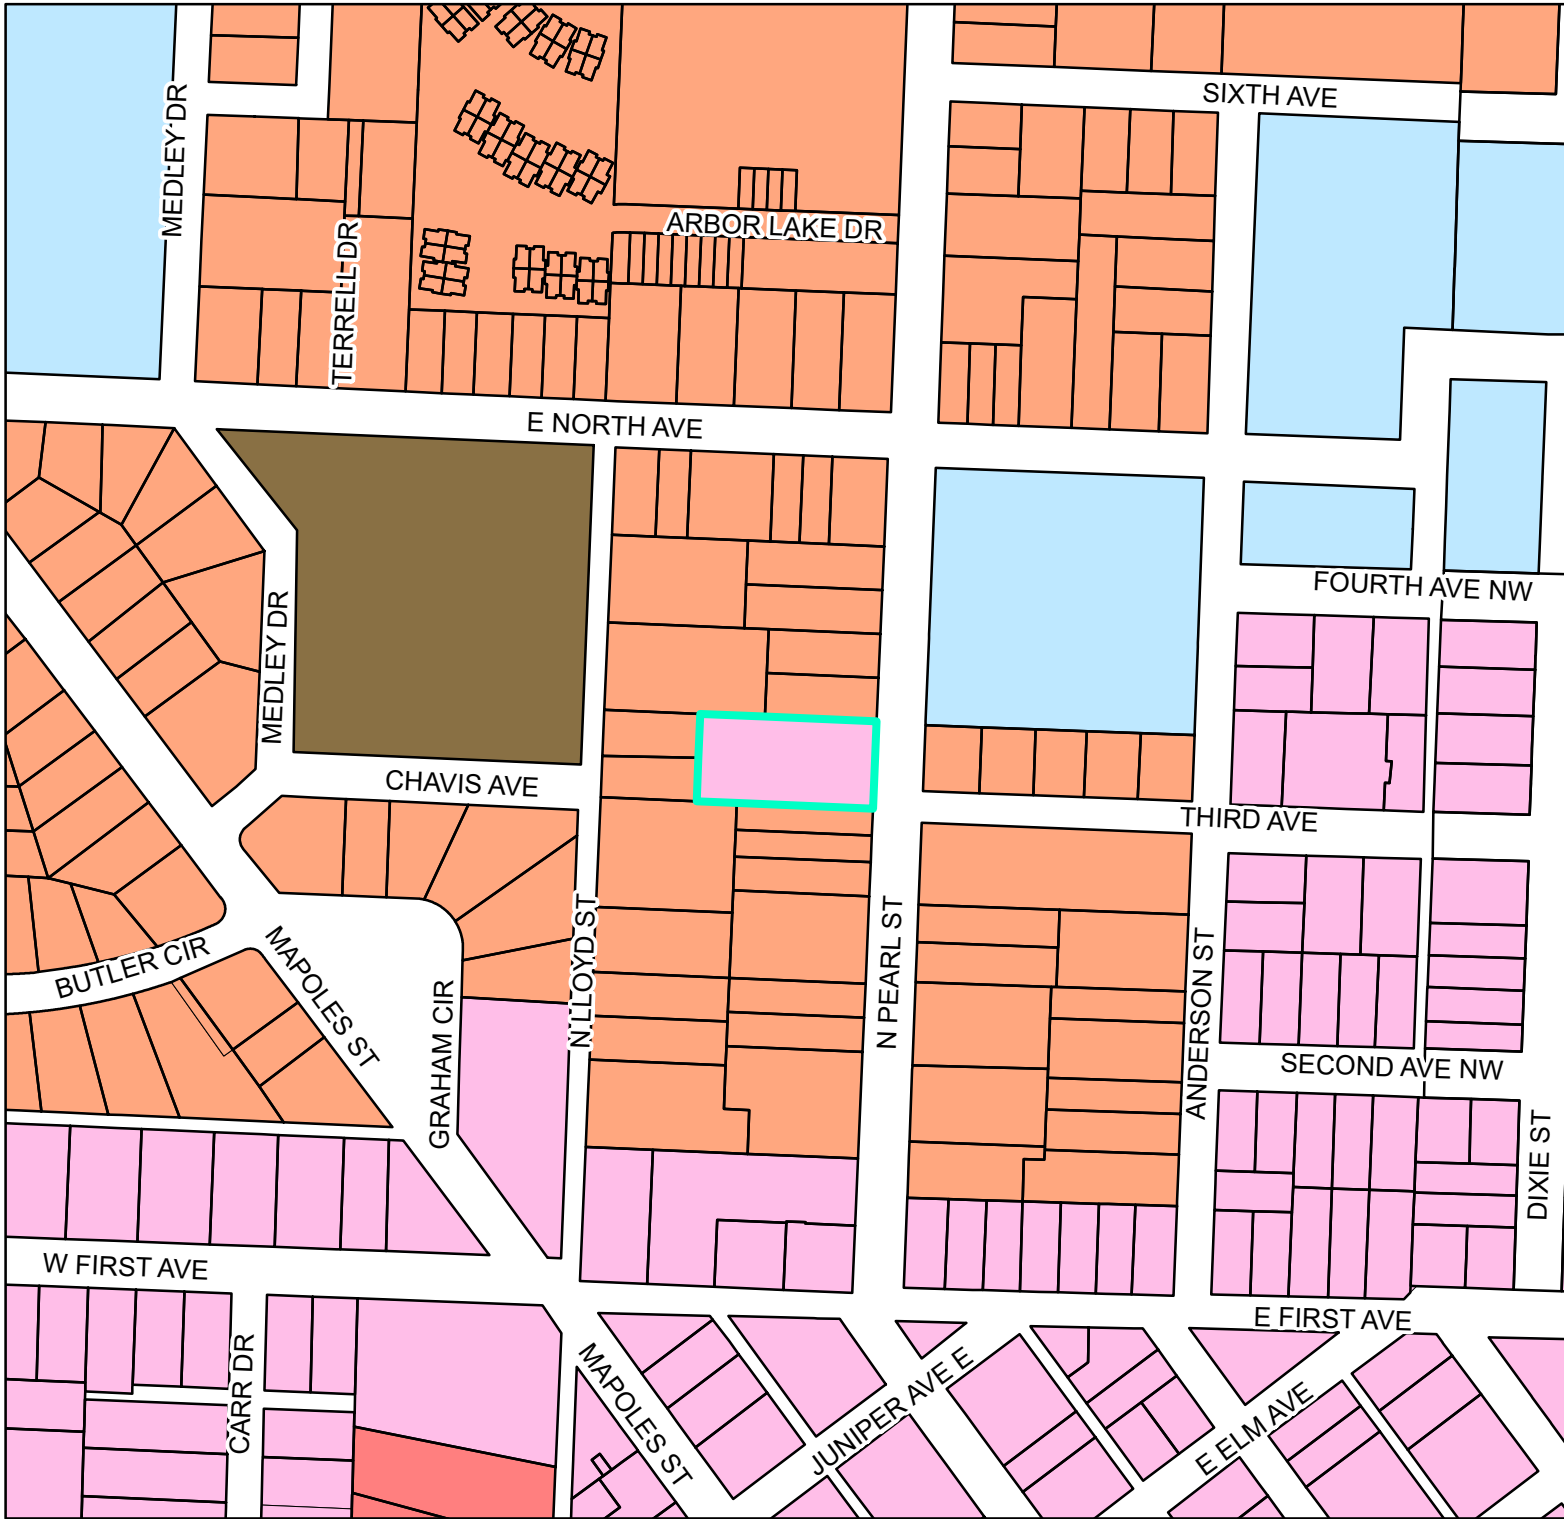 SIXTH AVE
MEDLEY DR
ARBOR LAKE DR
TERRELL DR
E NORTH AVE
FOURTH AVE NW
MEDLEY DR
CHAVIS AVE
THIRD AVE
N LLOYD ST
N PEARL ST
BUTLER CIR
MAPOLES ST
ANDERSON ST
GRAHAM CIR
SECOND AVE NW
DIXIE ST
W FIRST AVE
E FIRST AVE
CARR DR
MAPOLES ST
JUNIPER AVE E
E ELM AVE